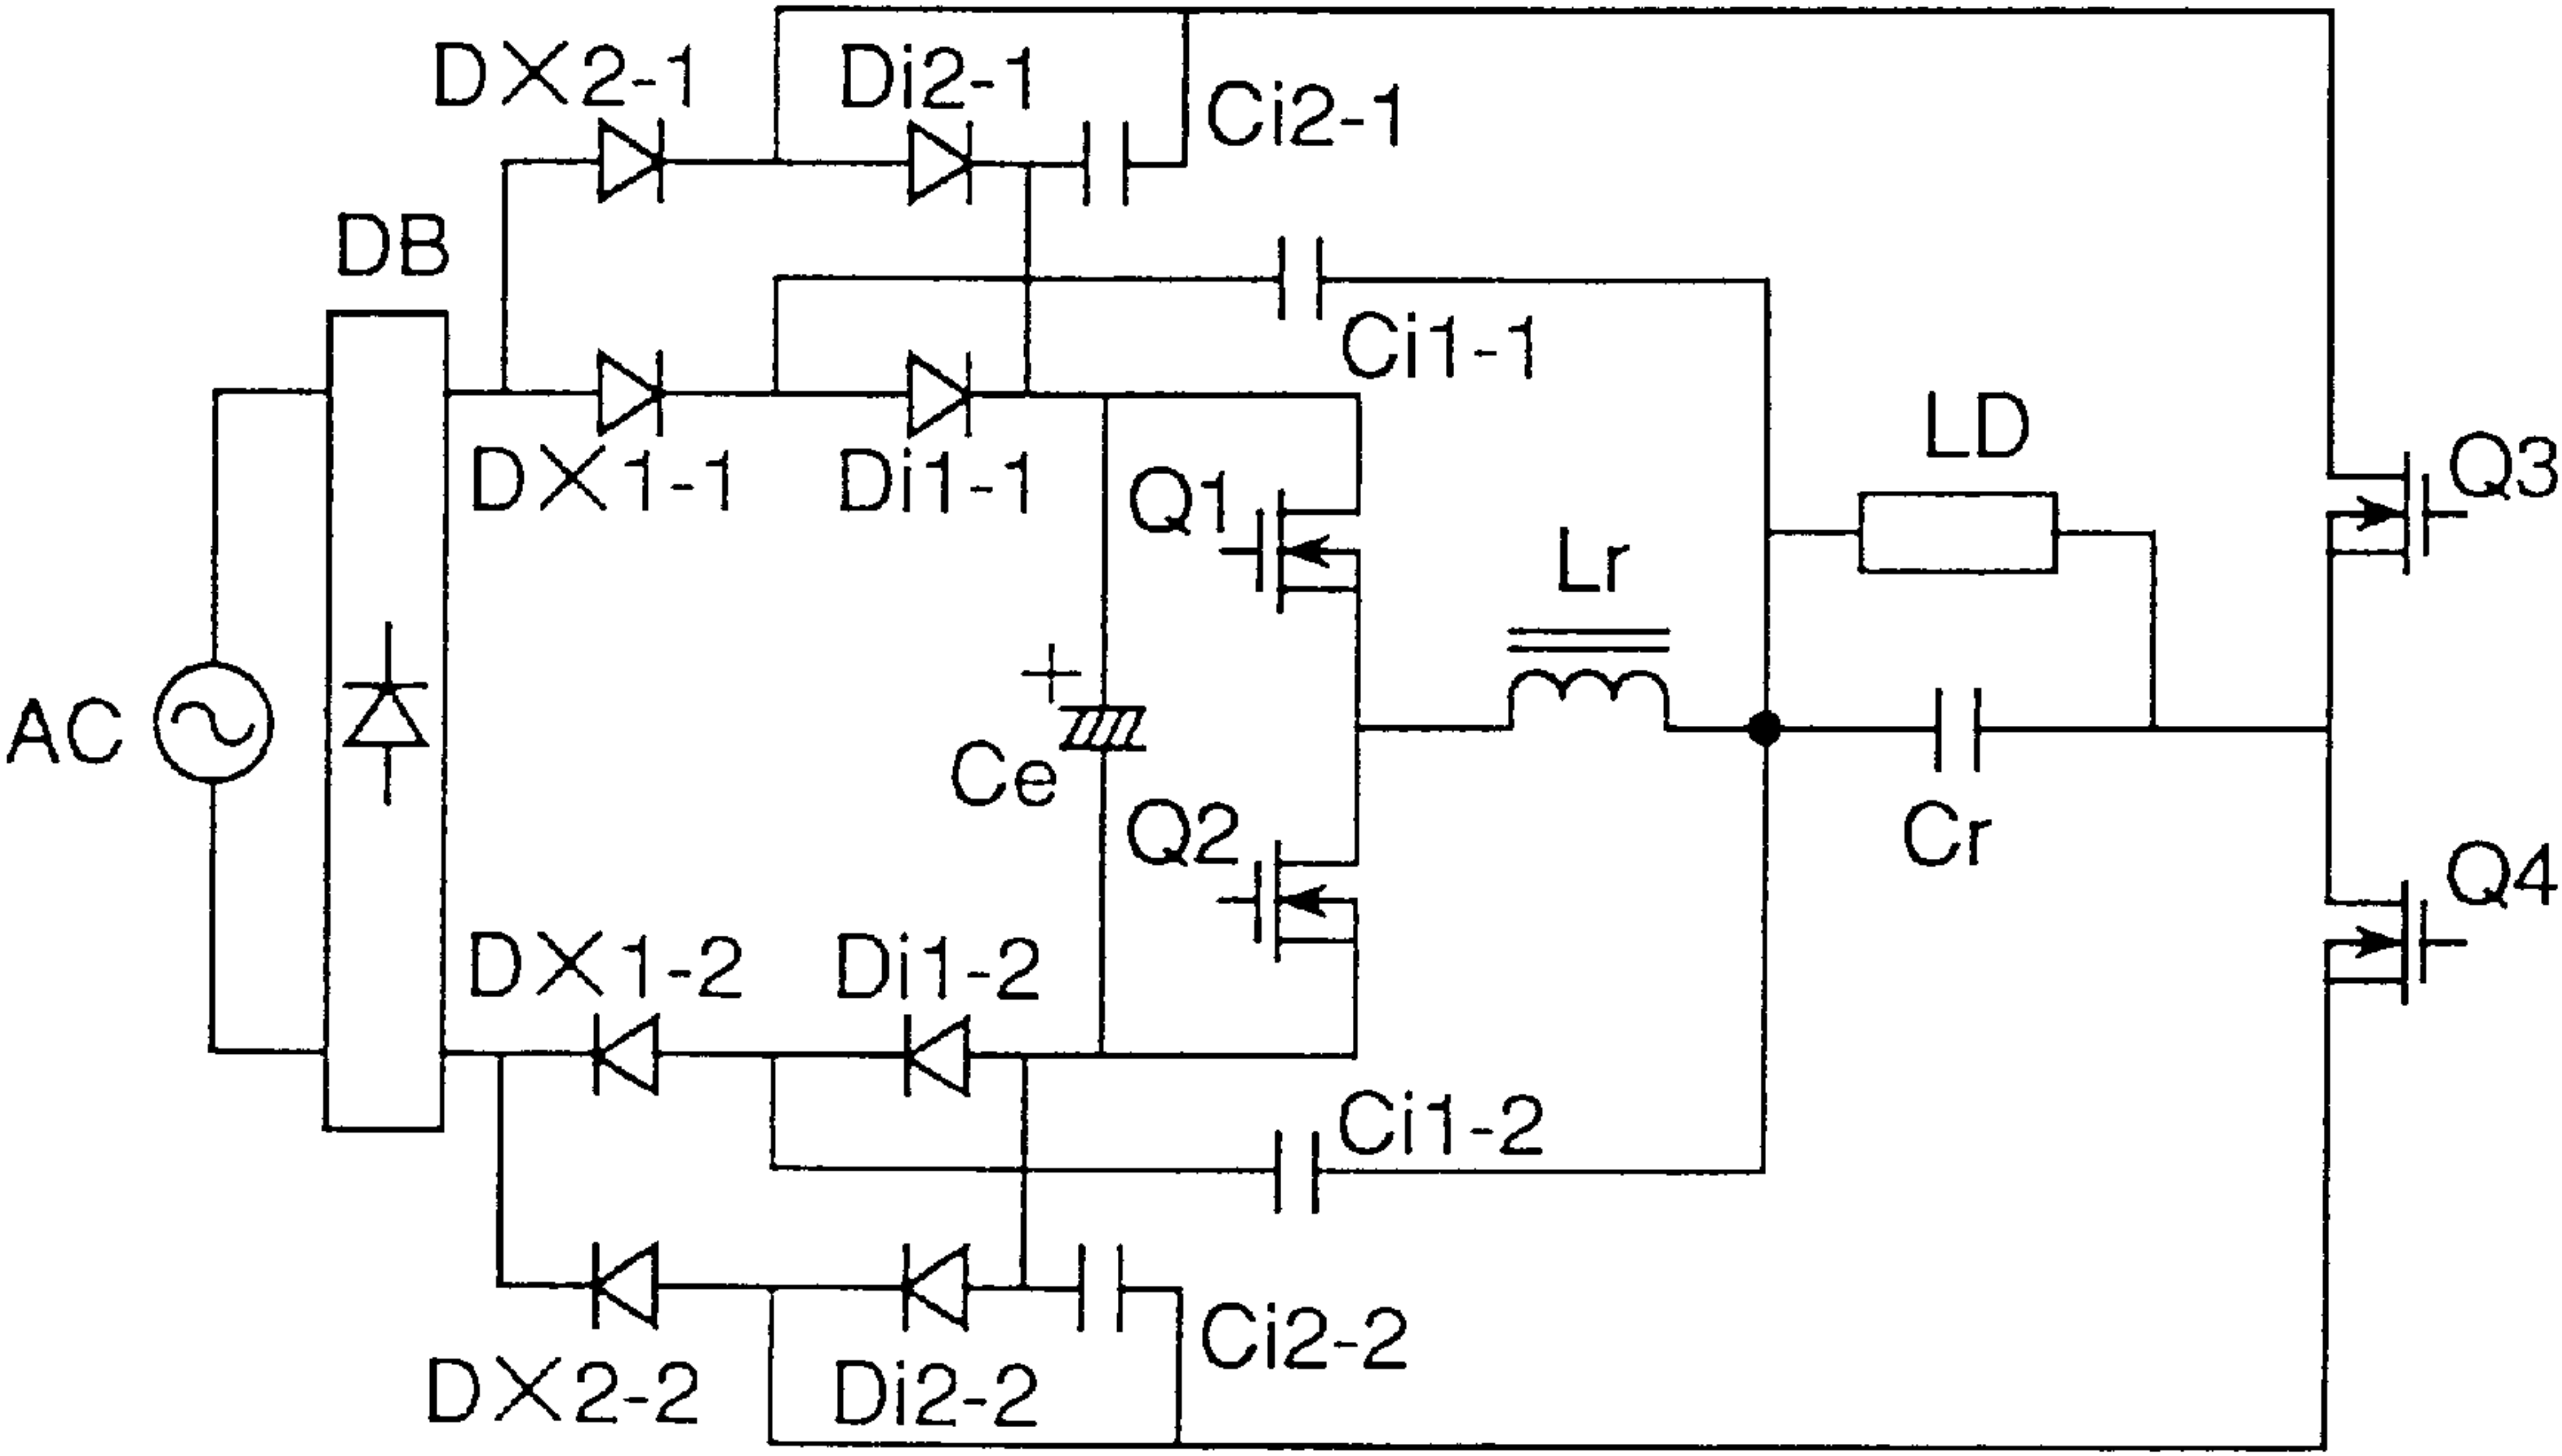 DX2-1
Di2-1
Ci2-1
DB
Ci1-1
LD
DX1-1
Di1-1
Q1
Q3
Lr
+
AC
Ce
Q2
Cr
Q4
DX1-2
Di1-2
Ci1-2
DX2-2
Di2-2
Ci2-2